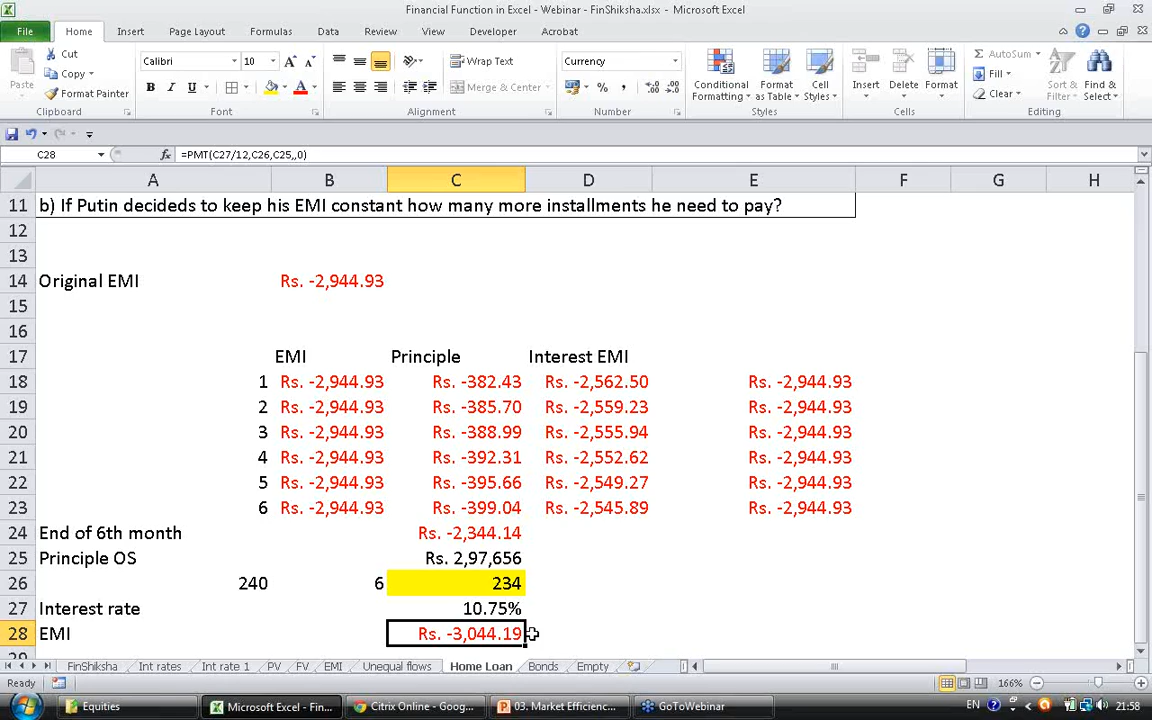 Financial Function in Excel - Webinar - FinShiksha.xlsx - Microsoft Excel
File Home Insert Page Layout Formulas Data Review View Developer Acrobat
Paste Cut Copy Format Painter Clipboard
Calibri 10 A A B I U A Font
Wrap Text Merge & Center Alignment
Currency % , Number
Conditional Formatting Format as Table Cell Styles Styles
Insert Delete Format Cells
AutoSum Fill Clear Sort & Filter Find & Select Editing
C28 fx =PMT(C27/12,C26,C25,,0)
A B C D E F G H
11 b) If Putin decideds to keep his EMI constant how many more installments he need to pay?
12
13
14 Original EMI Rs. -2,944.93
15
16
17 EMI Principle Interest EMI
18 1 Rs. -2,944.93 Rs. -382.43 Rs. -2,562.50 Rs. -2,944.93
19 2 Rs. -2,944.93 Rs. -385.70 Rs. -2,559.23 Rs. -2,944.93
20 3 Rs. -2,944.93 Rs. -388.99 Rs. -2,555.94 Rs. -2,944.93
21 4 Rs. -2,944.93 Rs. -392.31 Rs. -2,552.62 Rs. -2,944.93
22 5 Rs. -2,944.93 Rs. -395.66 Rs. -2,549.27 Rs. -2,944.93
23 6 Rs. -2,944.93 Rs. -399.04 Rs. -2,545.89 Rs. -2,944.93
24 End of 6th month Rs. -2,344.14
25 Principle OS Rs. 2,97,656
26 240 6 234
27 Interest rate 10.75%
28 EMI Rs. -3,044.19
FinShiksha Int rates Int rate 1 PV FV EMI Unequal flows Home Loan Bonds Empty
Ready 166%
Equities Microsoft Excel - Fin... Citrix Online - Goog... 03. Market Efficienc... GoToWebinar EN 21:58